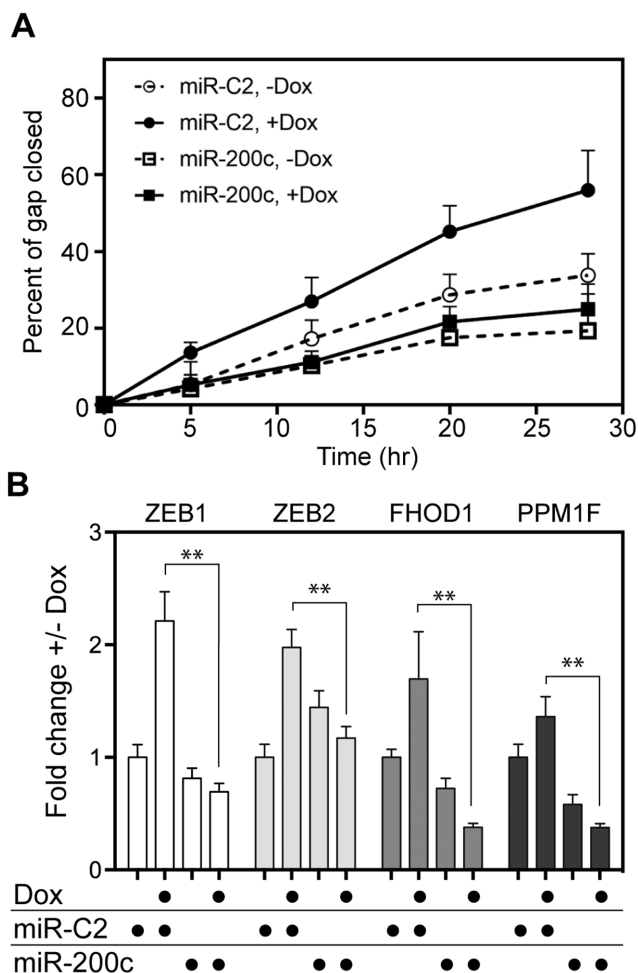 A
Percent of gap closed
80
60
40
20
0
miR-C2, -Dox
miR-C2, +Dox
miR-200c, -Dox
miR-200c, +Dox
0 5 10 15 20 25 30
Time (hr)
B
ZEB1 ZEB2 FHOD1 PPM1F
Fold change +/- Dox
3
2
1
0
** ** ** **
Dox
miR-C2
miR-200c